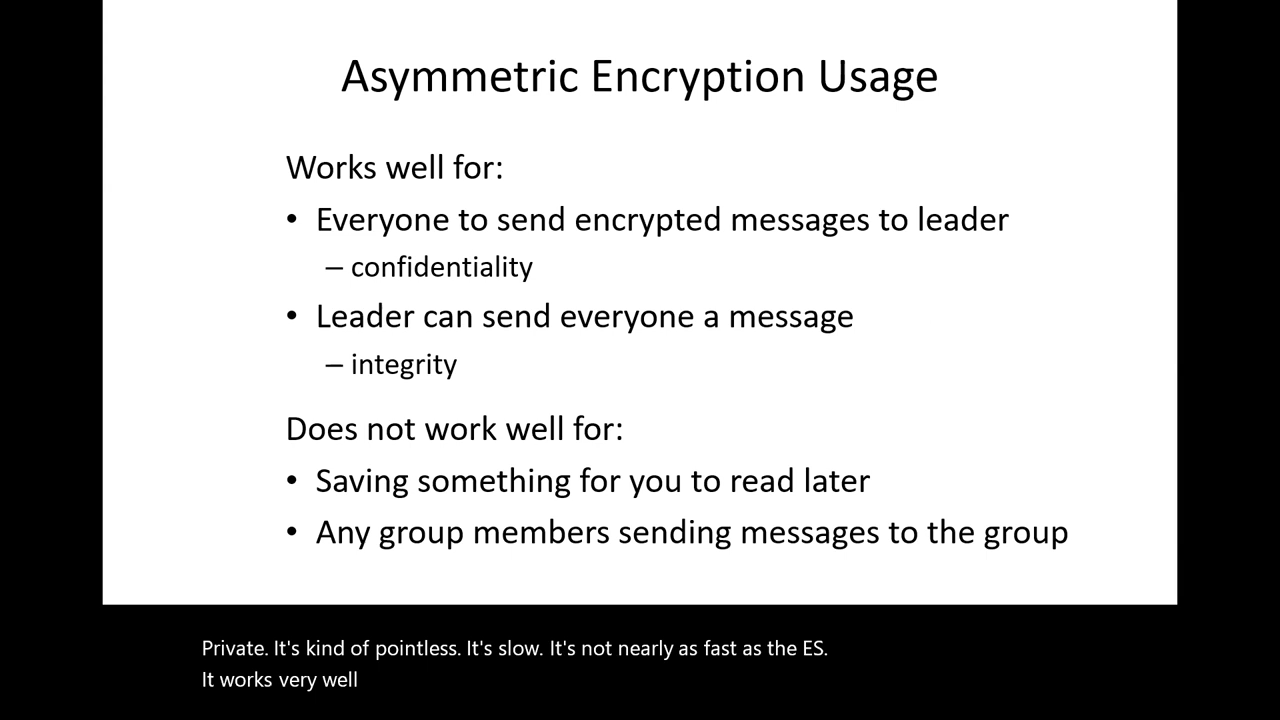 Asymmetric Encryption Usage
Works well for:
• Everyone to send encrypted messages to leader
– confidentiality
• Leader can send everyone a message
– integrity
Does not work well for:
• Saving something for you to read later
• Any group members sending messages to the group
Private. It's kind of pointless. It's slow. It's not nearly as fast as the ES.
It works very well